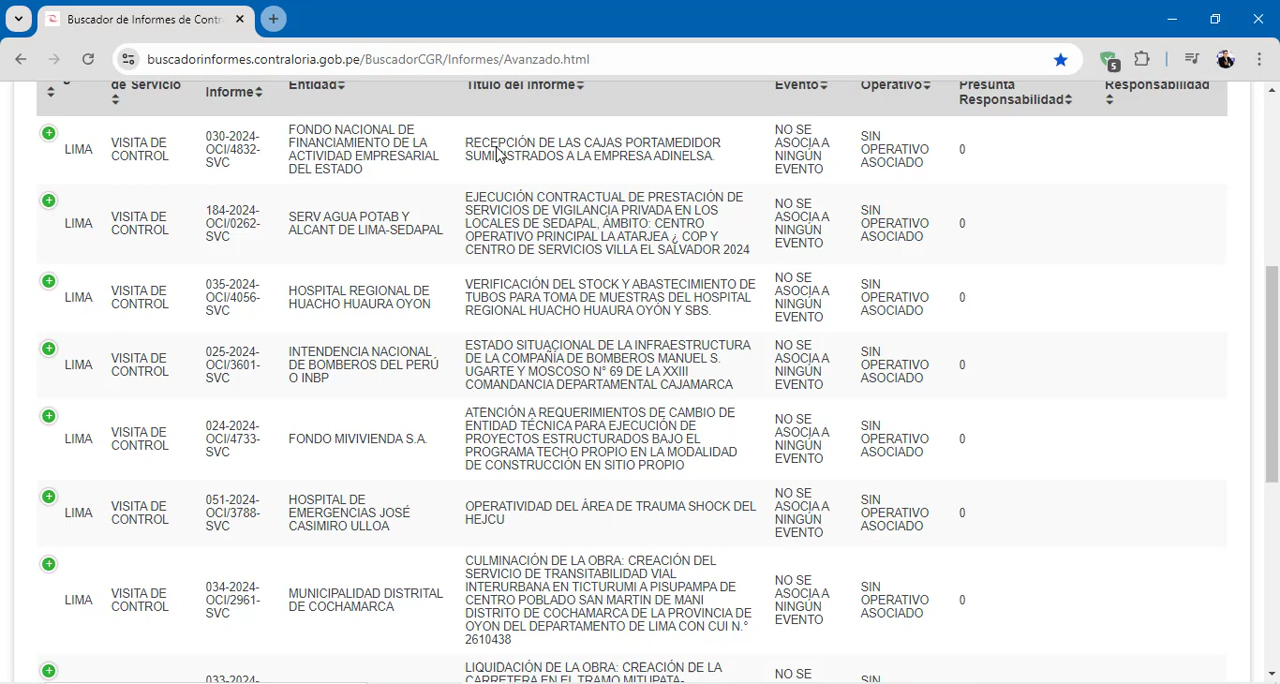 Buscador de Informes de Contr
buscadorinformes.contraloria.gob.pe/BuscadorCGR/Informes/Avanzado.html
5
de Servicio
Informe
Entidad
Título del Informe
Evento
Operativo
Presunta
Responsabilidad
Responsabilidad
LIMA
VISITA DE
CONTROL
030-2024-
OCI/4832-
SVC
FONDO NACIONAL DE
FINANCIAMIENTO DE LA
ACTIVIDAD EMPRESARIAL
DEL ESTADO
RECEPCIÓN DE LAS CAJAS PORTAMEDIDOR
SUMINISTRADOS A LA EMPRESA ADINELSA.
NO SE
ASOCIA A
NINGÚN
EVENTO
SIN
OPERATIVO
ASOCIADO
0
LIMA
VISITA DE
CONTROL
184-2024-
OCI/0262-
SVC
SERV AGUA POTAB Y
ALCANT DE LIMA-SEDAPAL
EJECUCIÓN CONTRACTUAL DE PRESTACIÓN DE
SERVICIOS DE VIGILANCIA PRIVADA EN LOS
LOCALES DE SEDAPAL, ÁMBITO: CENTRO
OPERATIVO PRINCIPAL LA ATARJEA ¿ COP Y
CENTRO DE SERVICIOS VILLA EL SALVADOR 2024
NO SE
ASOCIA A
NINGÚN
EVENTO
SIN
OPERATIVO
ASOCIADO
0
LIMA
VISITA DE
CONTROL
035-2024-
OCI/4056-
SVC
HOSPITAL REGIONAL DE
HUACHO HUAURA OYON
VERIFICACIÓN DEL STOCK Y ABASTECIMIENTO DE
TUBOS PARA TOMA DE MUESTRAS DEL HOSPITAL
REGIONAL HUACHO HUAURA OYÓN Y SBS.
NO SE
ASOCIA A
NINGÚN
EVENTO
SIN
OPERATIVO
ASOCIADO
0
LIMA
VISITA DE
CONTROL
025-2024-
OCI/3601-
SVC
INTENDENCIA NACIONAL
DE BOMBEROS DEL PERÚ
O INBP
ESTADO SITUACIONAL DE LA INFRAESTRUCTURA
DE LA COMPAÑÍA DE BOMBEROS MANUEL S.
UGARTE Y MOSCOSO N° 69 DE LA XXIII
COMANDANCIA DEPARTAMENTAL CAJAMARCA
NO SE
ASOCIA A
NINGÚN
EVENTO
SIN
OPERATIVO
ASOCIADO
0
LIMA
VISITA DE
CONTROL
024-2024-
OCI/4733-
SVC
FONDO MIVIVIENDA S.A.
ATENCIÓN A REQUERIMIENTOS DE CAMBIO DE
ENTIDAD TÉCNICA PARA EJECUCIÓN DE
PROYECTOS ESTRUCTURADOS BAJO EL
PROGRAMA TECHO PROPIO EN LA MODALIDAD
DE CONSTRUCCIÓN EN SITIO PROPIO
NO SE
ASOCIA A
NINGÚN
EVENTO
SIN
OPERATIVO
ASOCIADO
0
LIMA
VISITA DE
CONTROL
051-2024-
OCI/3788-
SVC
HOSPITAL DE
EMERGENCIAS JOSÉ
CASIMIRO ULLOA
OPERATIVIDAD DEL ÁREA DE TRAUMA SHOCK DEL
HEJCU
NO SE
ASOCIA A
NINGÚN
EVENTO
SIN
OPERATIVO
ASOCIADO
0
LIMA
VISITA DE
CONTROL
034-2024-
OCI/2961-
SVC
MUNICIPALIDAD DISTRITAL
DE COCHAMARCA
CULMINACIÓN DE LA OBRA: CREACIÓN DEL
SERVICIO DE TRANSITABILIDAD VIAL
INTERURBANA EN TICTURUMI A PISUPAMPA DE
CENTRO POBLADO SAN MARTIN DE MANI
DISTRITO DE COCHAMARCA DE LA PROVINCIA DE
OYON DEL DEPARTAMENTO DE LIMA CON CUI N.°
2610438
NO SE
ASOCIA A
NINGÚN
EVENTO
SIN
OPERATIVO
ASOCIADO
0
033-2024-
LIQUIDACIÓN DE LA OBRA: CREACIÓN DE LA
CARRETERA EN EL TRAMO MITUPATA-
NO SE
SIN